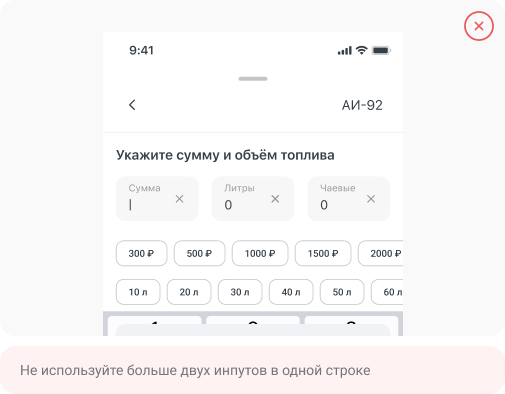 9:41
АИ-92
Укажите сумму и объём топлива
Сумма Литры Чаевые
0 0
300 ₽ 500 ₽ 1000 ₽ 1500 ₽ 2000 ₽
10 л 20 л 30 л 40 л 50 л 60 л
Не используйте больше двух инпутов в одной строке